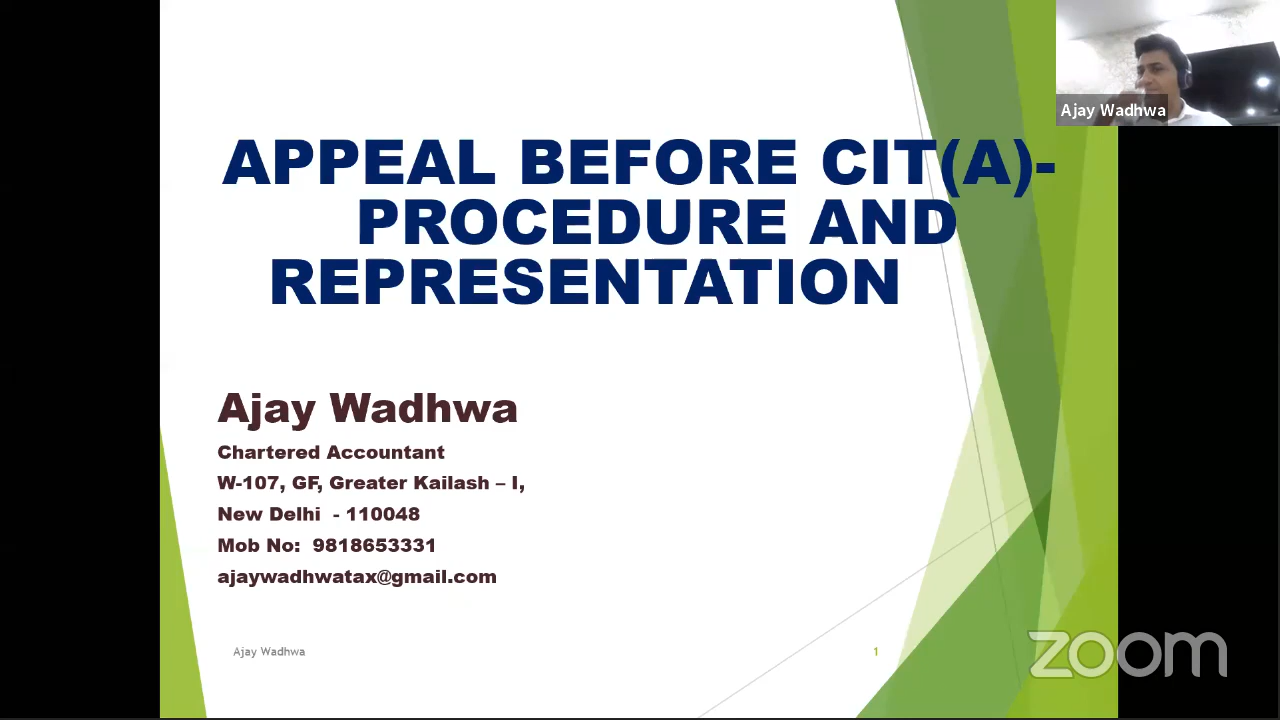 Ajay Wadhwa
APPEAL BEFORE CIT(A)-
PROCEDURE AND
REPRESENTATION
Ajay Wadhwa
Chartered Accountant
W-107, GF, Greater Kailash – I,
New Delhi - 110048
Mob No: 9818653331
ajaywadhwatax@gmail.com
Ajay Wadhwa
1
zoom